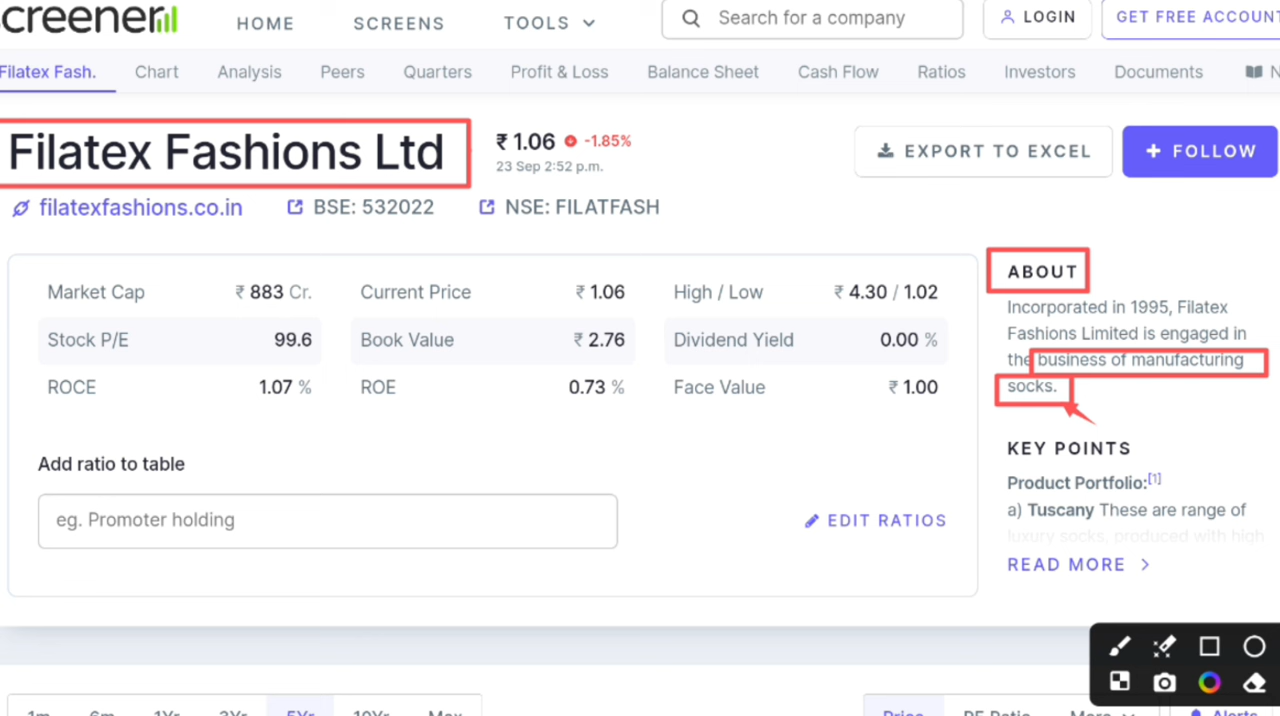 creener
HOME SCREENS TOOLS Search for a company LOGIN GET FREE ACCOUNT
Filatex Fash. Chart Analysis Peers Quarters Profit & Loss Balance Sheet Cash Flow Ratios Investors Documents N
Filatex Fashions Ltd
₹ 1.06 -1.85%
23 Sep 2:52 p.m.
EXPORT TO EXCEL
+ FOLLOW
filatexfashions.co.in BSE: 532022 NSE: FILATFASH
Market Cap ₹ 883 Cr. Current Price ₹ 1.06 High / Low ₹ 4.30 / 1.02
Stock P/E 99.6 Book Value ₹ 2.76 Dividend Yield 0.00 %
ROCE 1.07 % ROE 0.73 % Face Value ₹ 1.00
Add ratio to table
eg. Promoter holding
EDIT RATIOS
ABOUT
Incorporated in 1995, Filatex
Fashions Limited is engaged in
the business of manufacturing
socks.
KEY POINTS
Product Portfolio:[1]
a) Tuscany These are range of
luxury socks, produced with high
READ MORE
1m 6m 1Yr 3Yr 5Yr 10Yr Max Price PE Ratio More Alerts